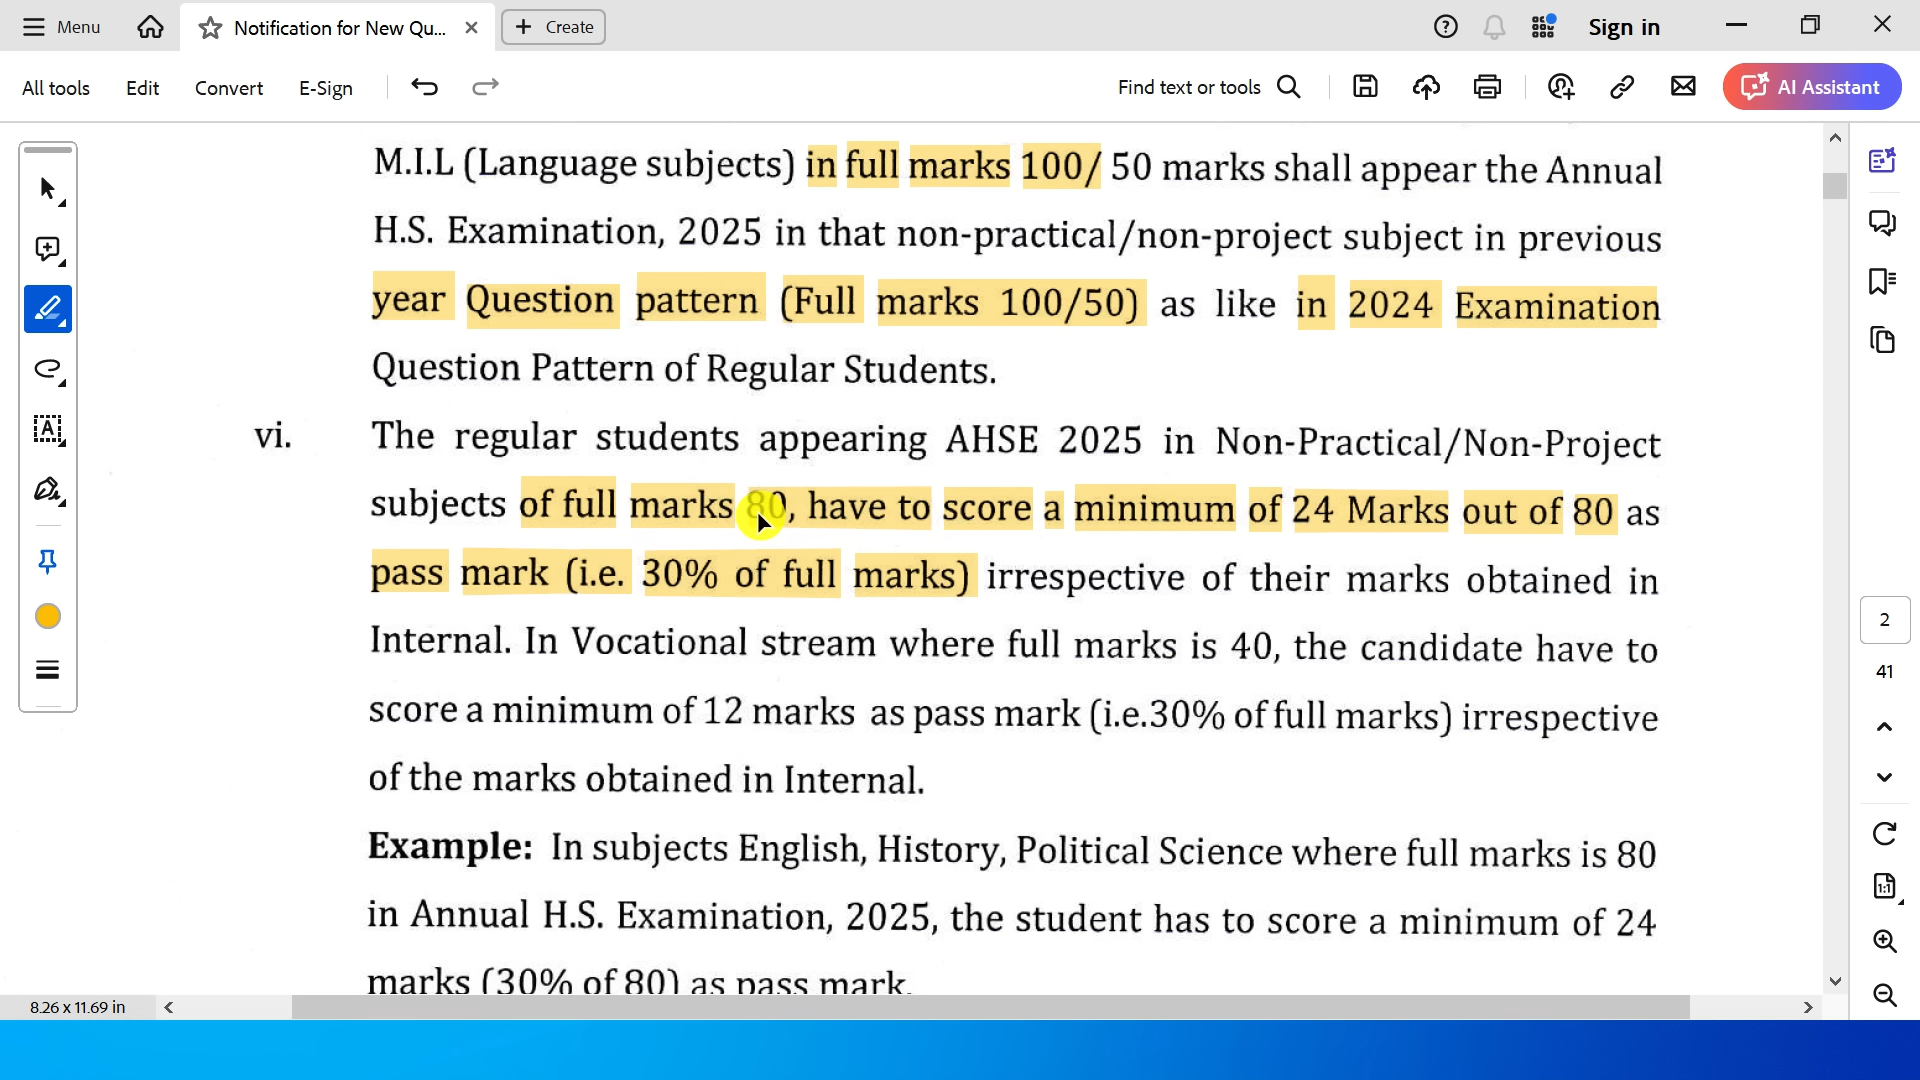 Menu
Notification for New Qu...
Create
Sign in
All tools
Edit
Convert
E-Sign
Find text or tools
AI Assistant
M.I.L (Language subjects) in full marks 100/ 50 marks shall appear the Annual
H.S. Examination, 2025 in that non-practical/non-project subject in previous
year Question pattern (Full marks 100/50) as like in 2024 Examination
Question Pattern of Regular Students.
vi. The regular students appearing AHSE 2025 in Non-Practical/Non-Project
subjects of full marks 80, have to score a minimum of 24 Marks out of 80 as
pass mark (i.e. 30% of full marks) irrespective of their marks obtained in
Internal. In Vocational stream where full marks is 40, the candidate have to
score a minimum of 12 marks as pass mark (i.e.30% of full marks) irrespective
of the marks obtained in Internal.
Example: In subjects English, History, Political Science where full marks is 80
in Annual H.S. Examination, 2025, the student has to score a minimum of 24
marks (30% of 80) as pass mark.
2
41
1:1
8.26 x 11.69 in